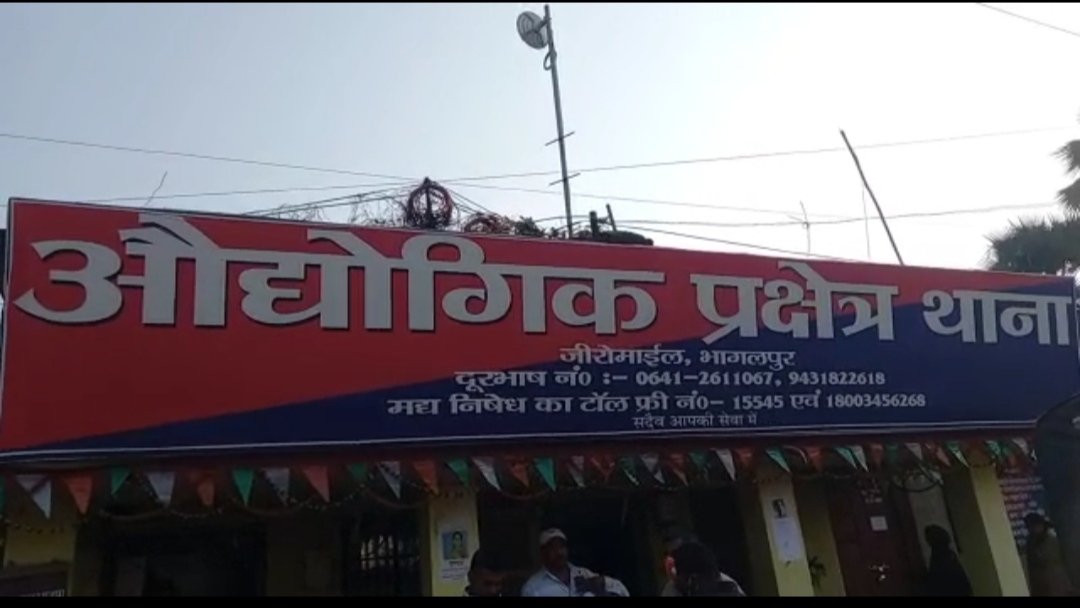 औद्योगिक प्रक्षेत्र थाना
जीरोमाईल, भागलपुर
दूरभाष नं0 :- 0641-2611067, 9431822618
मद्य निषेध का टॉल फ्री नं0- 15545 एवं 18003456268
सदैव आपकी सेवा में